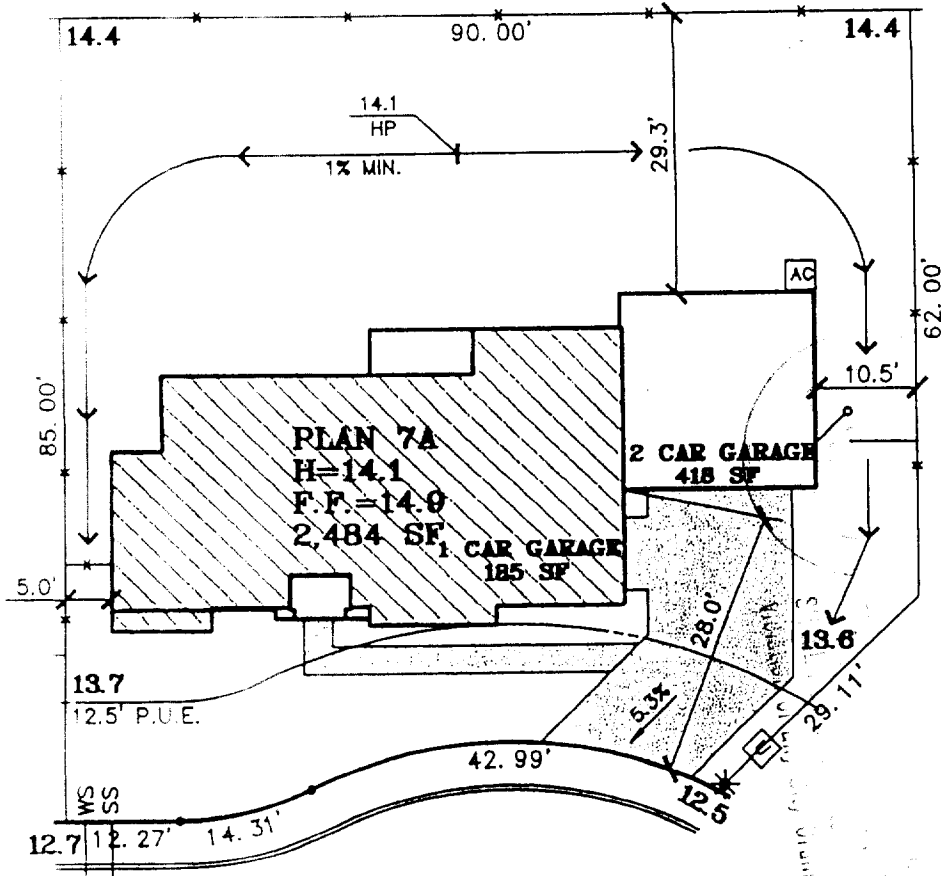 14.4
90.00'
14.4
14.1
HP
1% MIN.
29.3'
AC
62.00'
10.5'
85.00'
PLAN 7A
H=14.1
F.F.=14.9
2,484 SF
2 CAR GARAGE
418 SF
1 CAR GARAGE
185 SF
5.0'
28.0'
13.6
13.7
12.5' P.U.E.
5.3%
29.11'
42.99'
12.5
WS
SS
12.7
12.27'
14.31'